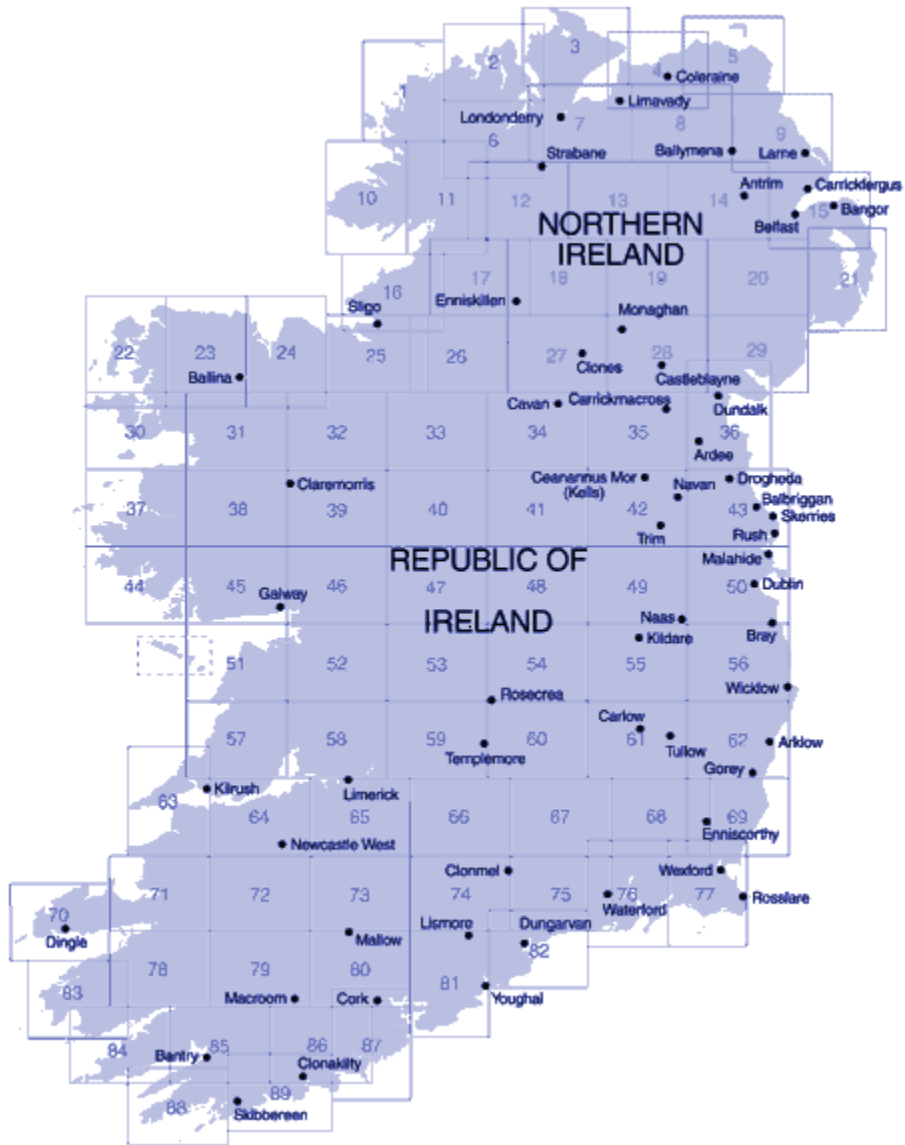 3
2
5
4
Coleraine
1
Limavady
Londonderry
7
8
9
6
Strabane
Ballymena
Larne
Antrim
Carrickfergus
10
11
12
13
14
15
Bangor
Belfast
NORTHERN
IRELAND
16
17
18
19
20
21
Enniskillen
Sligo
Monaghan
22
23
24
25
26
27
28
29
Clones
Castleblayne
Ballina
Cavan
Carrickmacross
Dundalk
30
31
32
33
34
35
36
Ardee
Claremorris
Ceanannus Mor
(Kells)
Navan
Drogheda
Balbriggan
37
38
39
40
41
42
43
Skerries
Trim
Rush
REPUBLIC OF
Malahide
44
45
46
47
48
49
50
Dublin
Galway
IRELAND
Naas
Kildare
Bray
51
52
53
54
55
56
Rosecrea
Wicklow
Carlow
57
58
59
60
61
62
Arklow
Templemore
Tullow
Gorey
Kilrush
Limerick
63
64
65
66
67
68
69
Enniscorthy
Newcastle West
Clonmel
Wexford
71
72
73
74
75
76
77
Rosslare
Waterford
70
Dingle
Mallow
Lismore
Dungarvan
82
78
79
80
81
83
Macroom
Cork
Youghal
84
Bantry
85
86
87
Clonakilty
88
89
Skibbereen